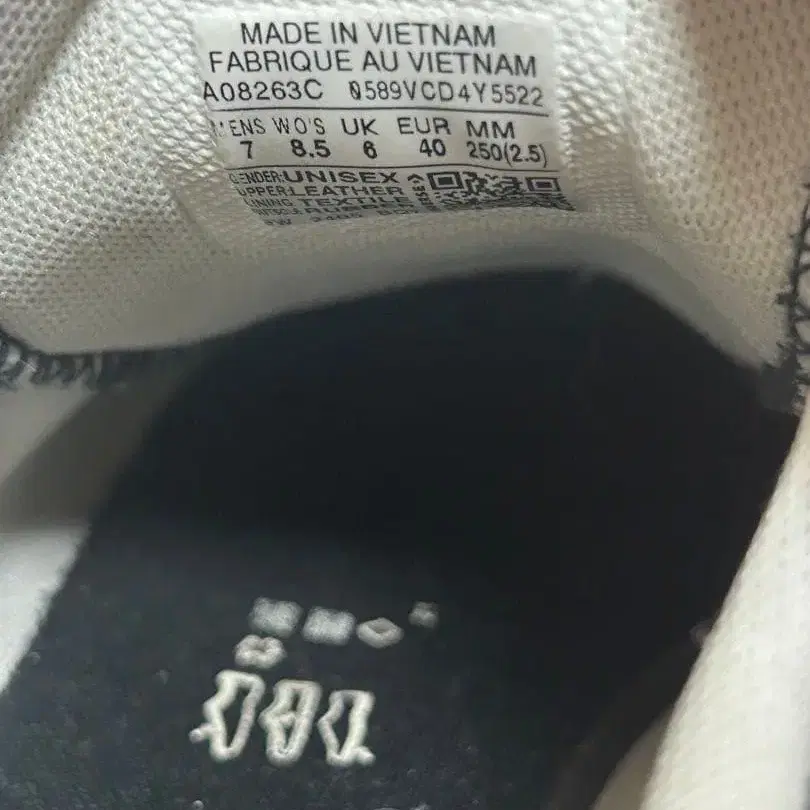 MADE IN VIETNAM
FABRIQUE AU VIETNAM
A08263C 0589VCD4Y5522
MENS WO'S UK EUR MM
7 8.5 6 40 250(2.5)
GENDER:UNISEX
UPPER:LEATHER
LINING TEXTILE